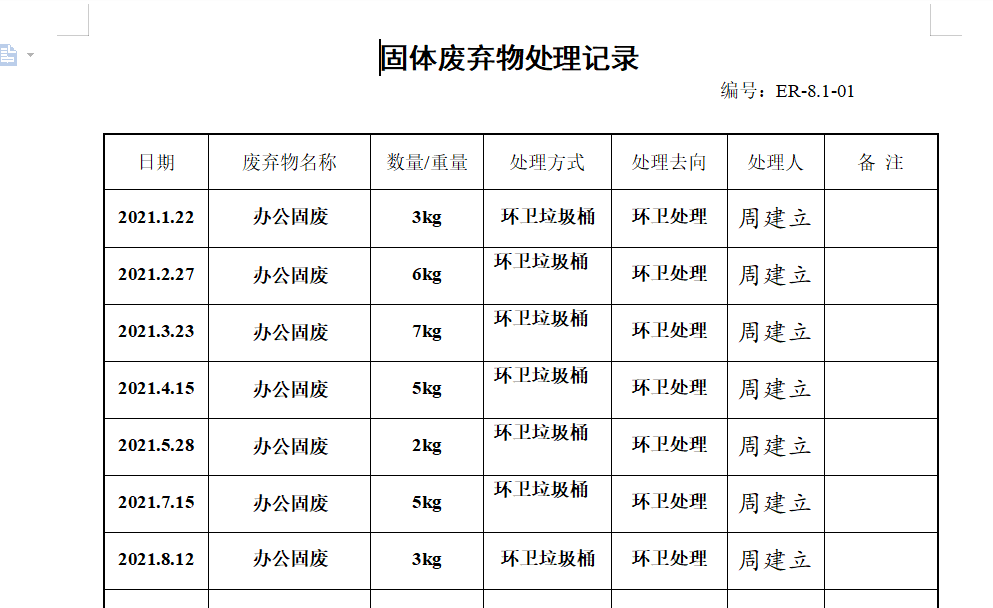 固体废弃物处理记录
编号：ER-8.1-01
日期 废弃物名称 数量/重量 处理方式 处理去向 处理人 备 注
2021.1.22 办公固废 3kg 环卫垃圾桶 环卫处理 周建立
2021.2.27 办公固废 6kg 环卫垃圾桶 环卫处理 周建立
2021.3.23 办公固废 7kg 环卫垃圾桶 环卫处理 周建立
2021.4.15 办公固废 5kg 环卫垃圾桶 环卫处理 周建立
2021.5.28 办公固废 2kg 环卫垃圾桶 环卫处理 周建立
2021.7.15 办公固废 5kg 环卫垃圾桶 环卫处理 周建立
2021.8.12 办公固废 3kg 环卫垃圾桶 环卫处理 周建立